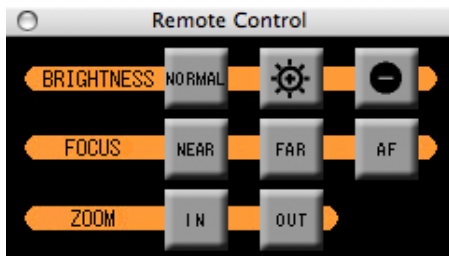 Remote Control
BRIGHTNESS NORMAL
FOCUS NEAR FAR AF
ZOOM IN OUT